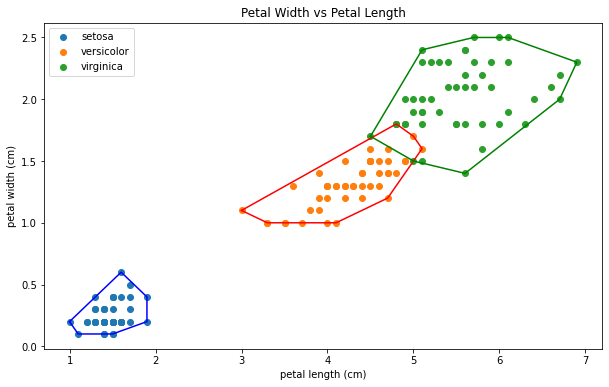 Petal Width vs Petal Length
setosa
versicolor
virginica
petal width (cm)
2.5
2.0
1.5
1.0
0.5
0.0
1 2 3 4 5 6 7
petal length (cm)